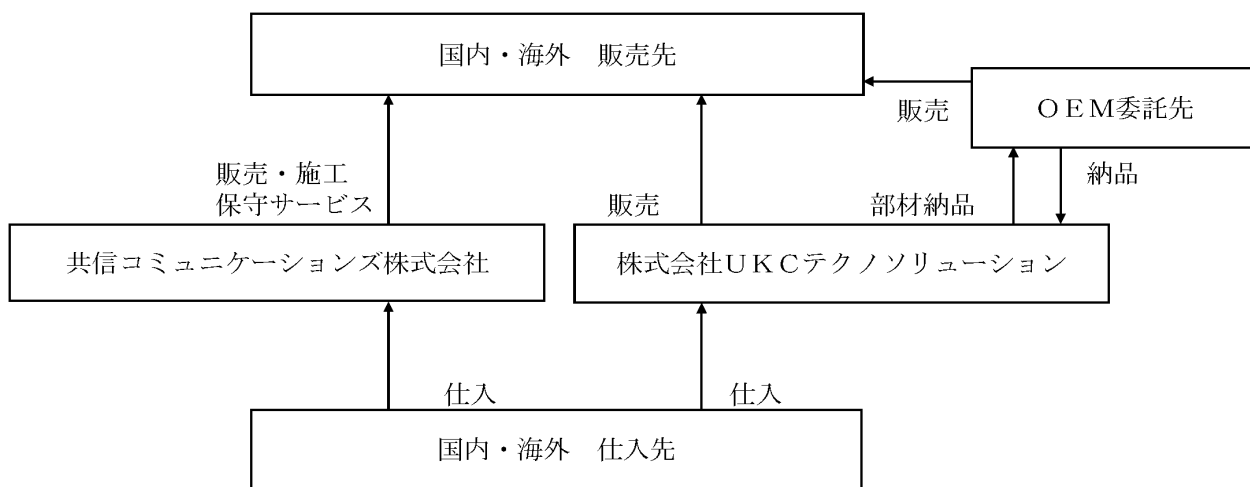 国内・海外　販売先
販売
ＯＥＭ委託先
販売・施工
保守サービス
販売
部材納品
納品
共信コミュニケーションズ株式会社
株式会社ＵＫＣテクノソリューション
仕入
仕入
国内・海外　仕入先